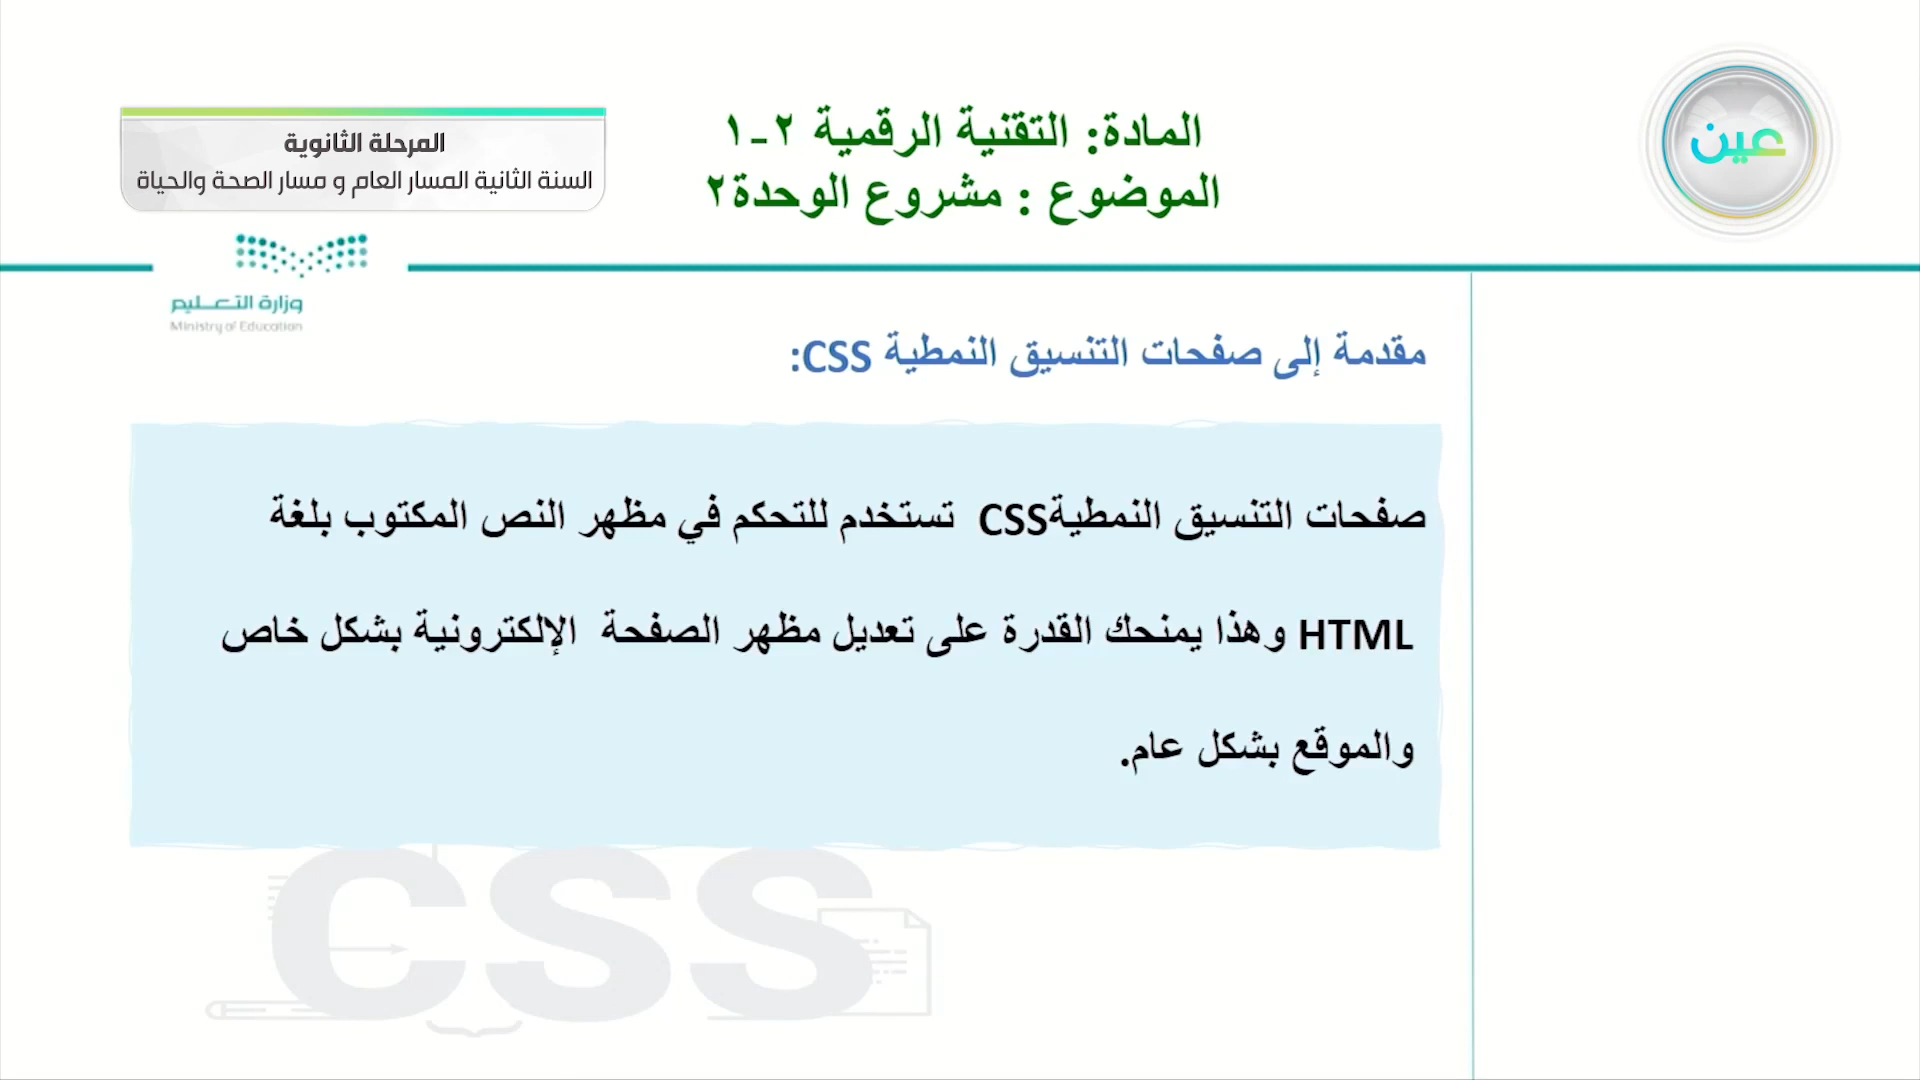 المادة: التقنية الرقمية ٢-١
الموضوع : مشروع الوحدة٢
المرحلة الثانوية
السنة الثانية المسار العام و مسار الصحة والحياة
عين
وزارة التعليم
Ministry of Education
مقدمة إلى صفحات التنسيق النمطية CSS:
صفحات التنسيق النمطيةCSS تستخدم للتحكم في مظهر النص المكتوب بلغة
HTML وهذا يمنحك القدرة على تعديل مظهر الصفحة الإلكترونية بشكل خاص
والموقع بشكل عام.
CSS